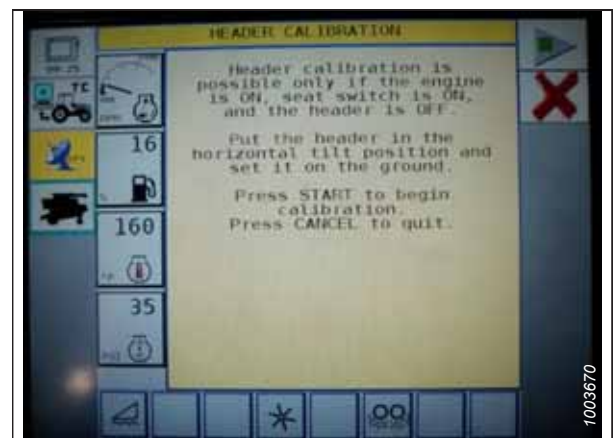 HEADER CALIBRATION
Header calibration is
possible only if the engine
is ON, seat switch is ON,
and the header is OFF.
Put the header in the
horizontal tilt position and
set it on the ground.
Press START to begin
calibration.
Press CANCEL to quit.
TC
16
160
35
1003670